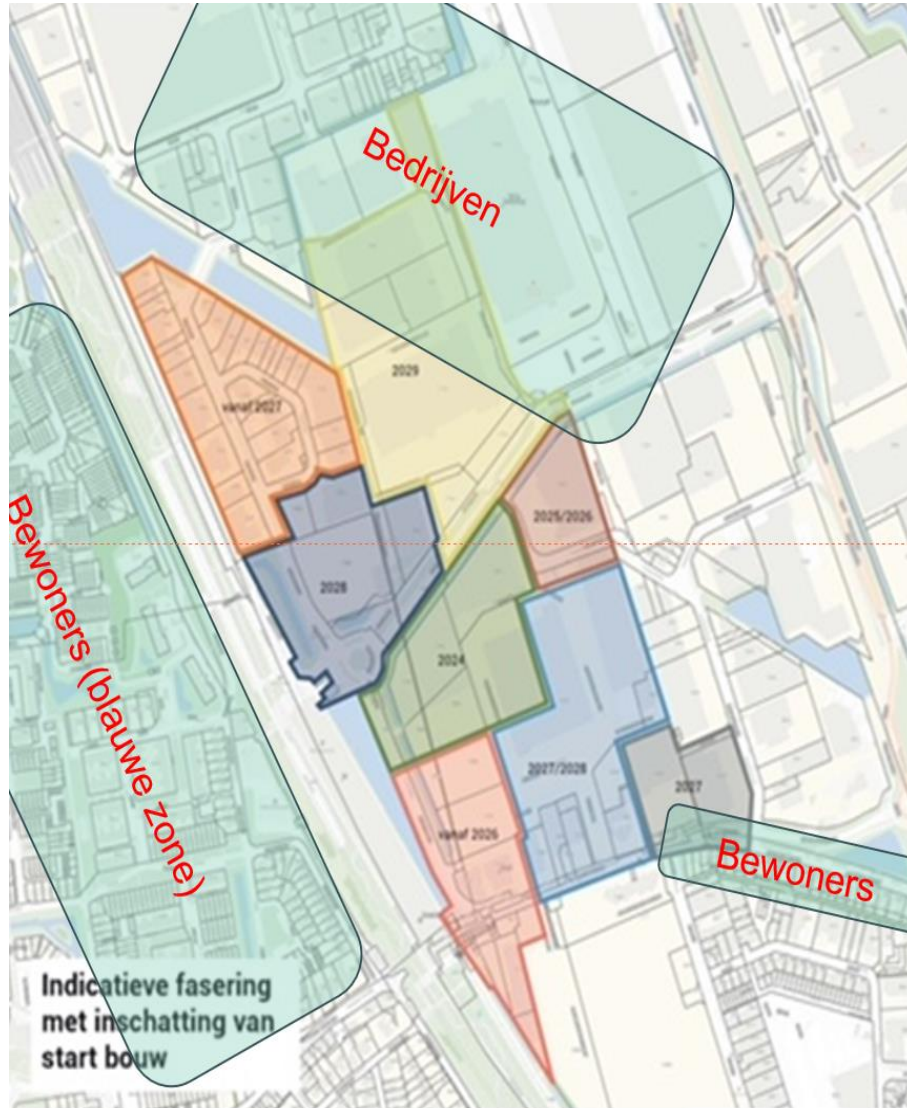 Bedrijven
2029
vanaf 2027
2025/2026
2028
2024
2027/2028
2027
vanaf 2026
Bewoners (blauwe zone)
Bewoners
Indicatieve fasering
met inschatting van
start bouw